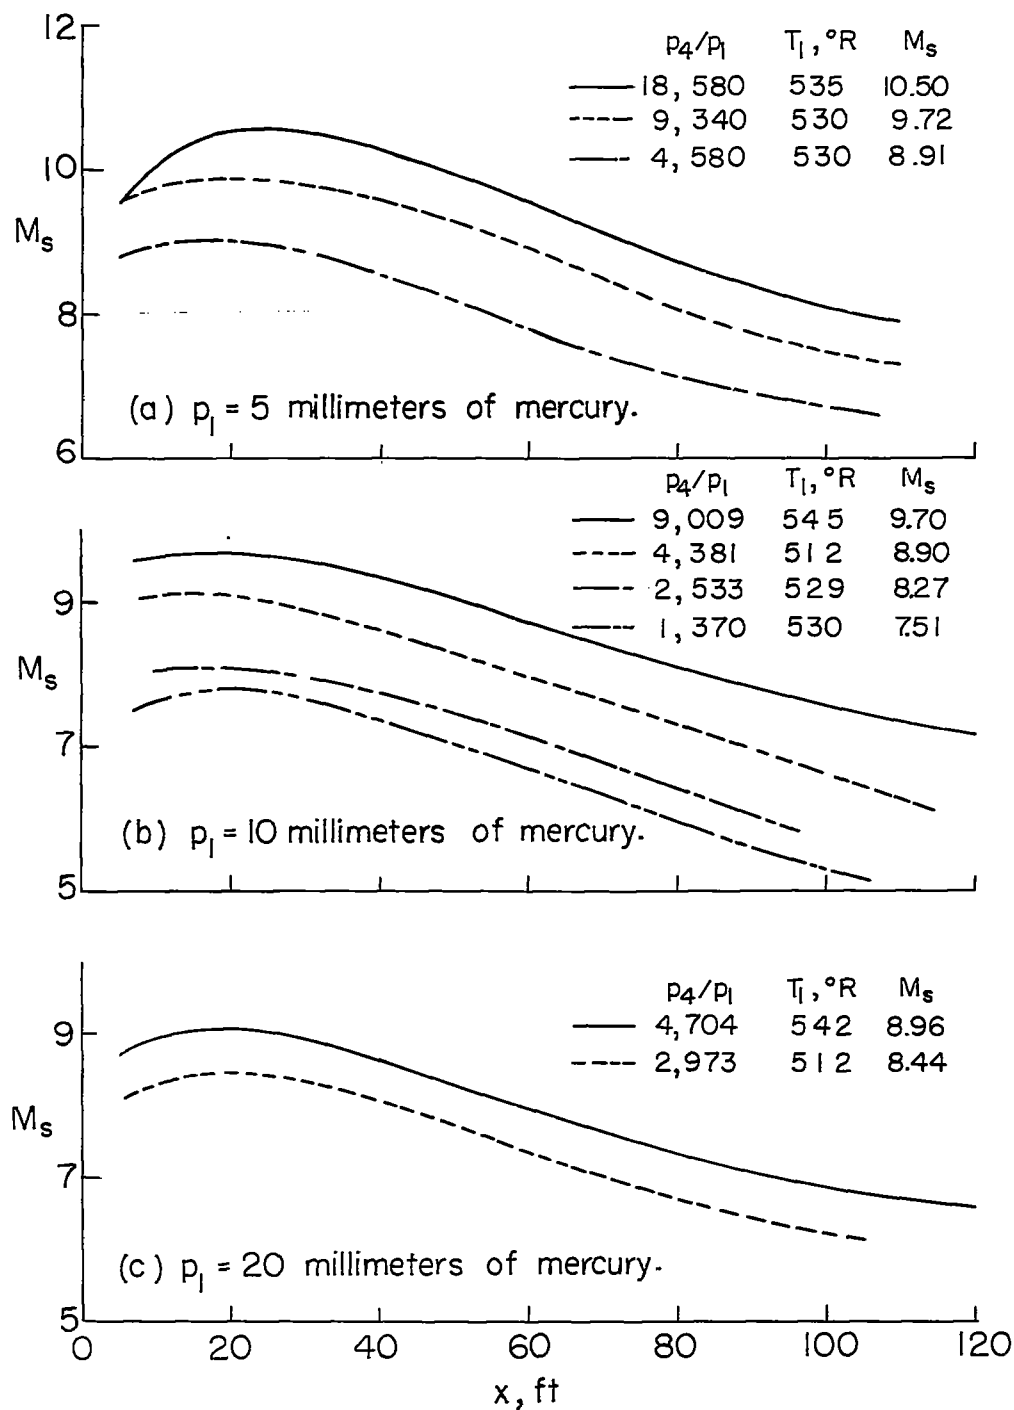 12
p₄/p₁ T₁,°R Mₛ
18,580 535 10.50
9,340 530 9.72
4,580 530 8.91
10
Mₛ
8
(a) p₁ = 5 millimeters of mercury.
6
p₄/p₁ T₁,°R Mₛ
9,009 545 9.70
4,381 512 8.90
2,533 529 8.27
1,370 530 7.51
9
Mₛ
7
(b) p₁ = 10 millimeters of mercury.
5
p₄/p₁ T₁,°R Mₛ
4,704 542 8.96
2,973 512 8.44
9
Mₛ
7
(c) p₁ = 20 millimeters of mercury.
5
0 20 40 60 80 100 120
x, ft